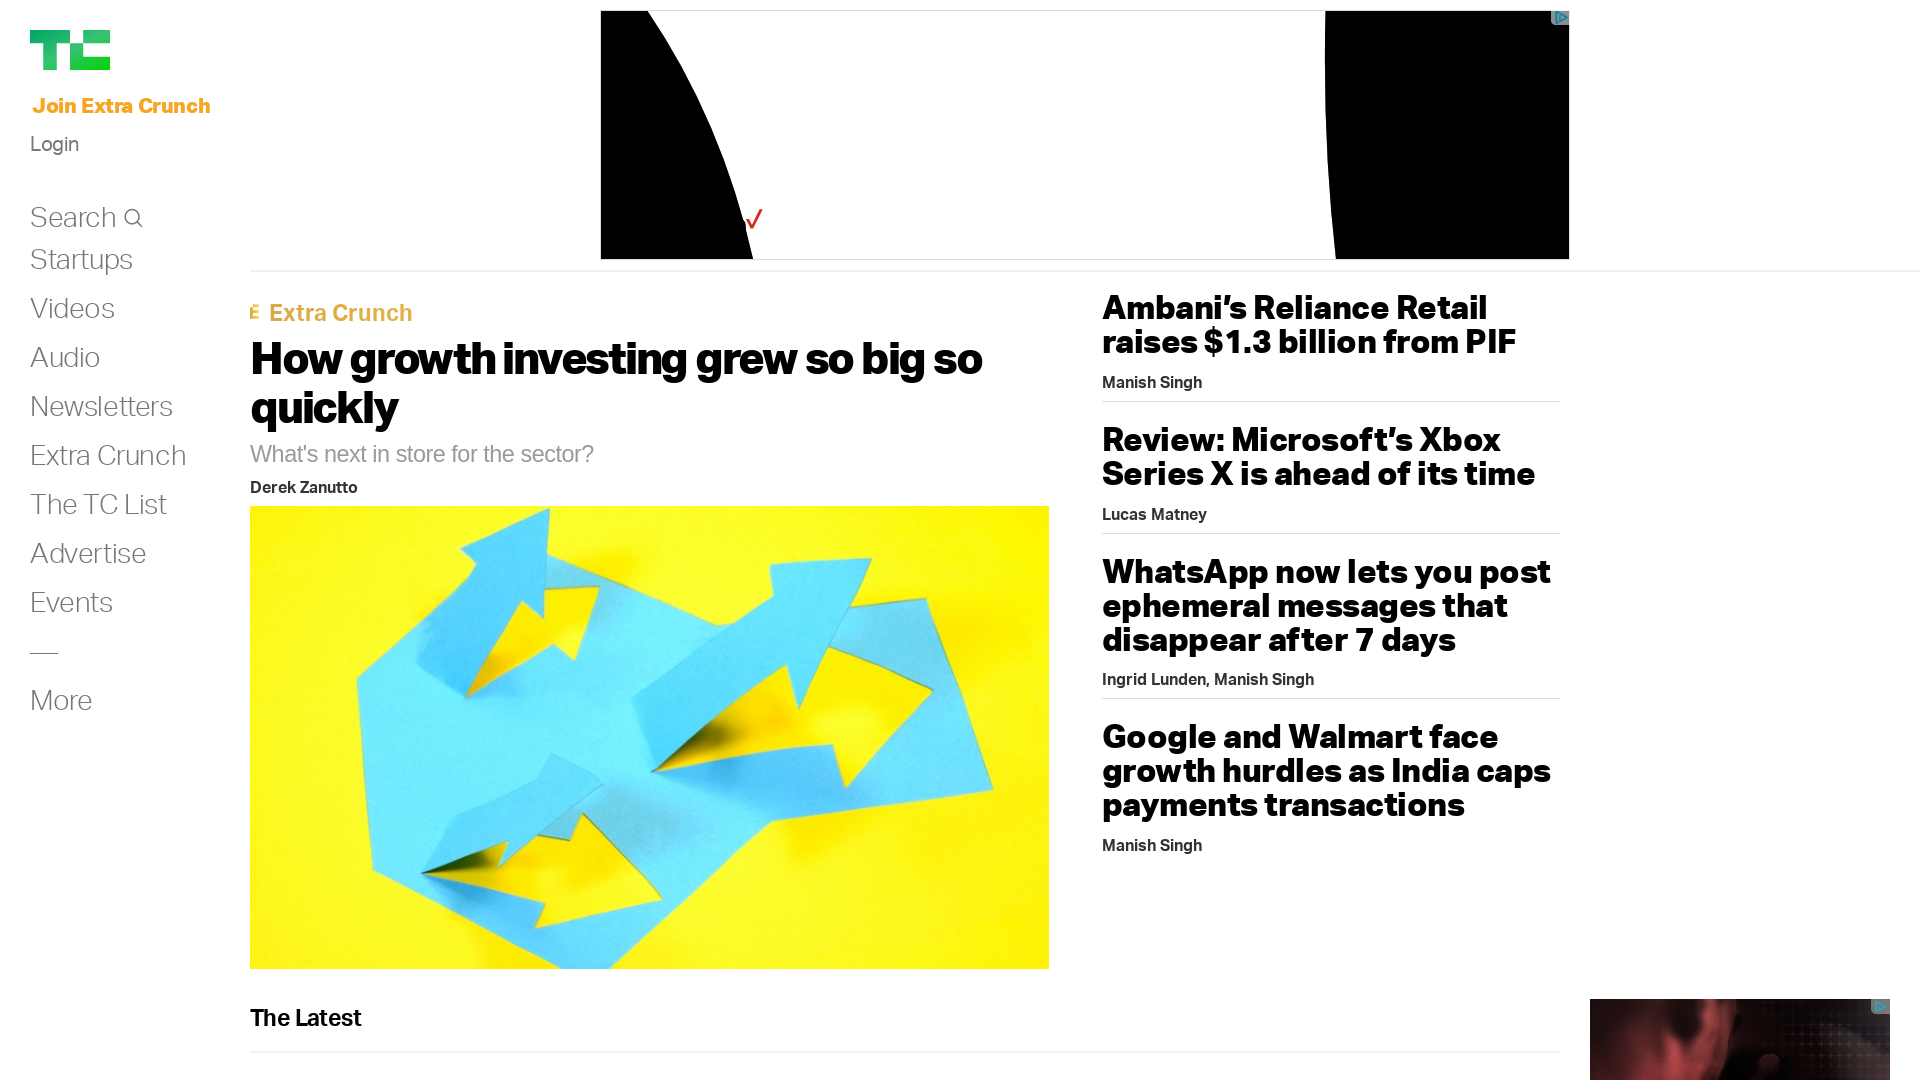 TC
Join Extra Crunch
Login
Search
Startups
Videos
Audio
Newsletters
Extra Crunch
The TC List
Advertise
Events
—
More
Extra Crunch
How growth investing grew so big so
quickly
What's next in store for the sector?
Derek Zanutto
Ambani’s Reliance Retail
raises $1.3 billion from PIF
Manish Singh
Review: Microsoft’s Xbox
Series X is ahead of its time
Lucas Matney
WhatsApp now lets you post
ephemeral messages that
disappear after 7 days
Ingrid Lunden, Manish Singh
Google and Walmart face
growth hurdles as India caps
payments transactions
Manish Singh
The Latest